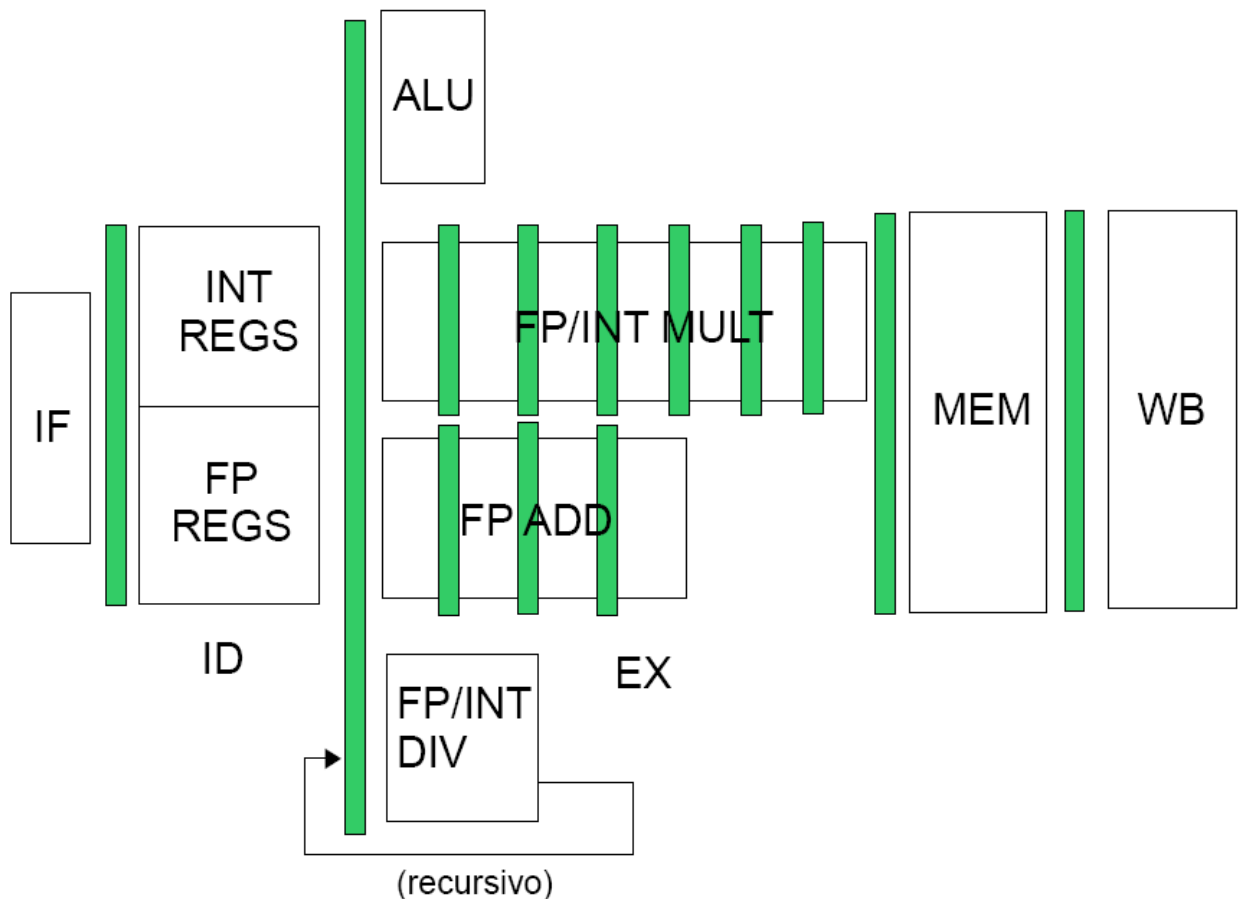 ALU
INT
REGS
FP/INT MULT
IF
MEM
WB
FP
REGS
FP ADD
ID
EX
FP/INT
DIV
(recursivo)